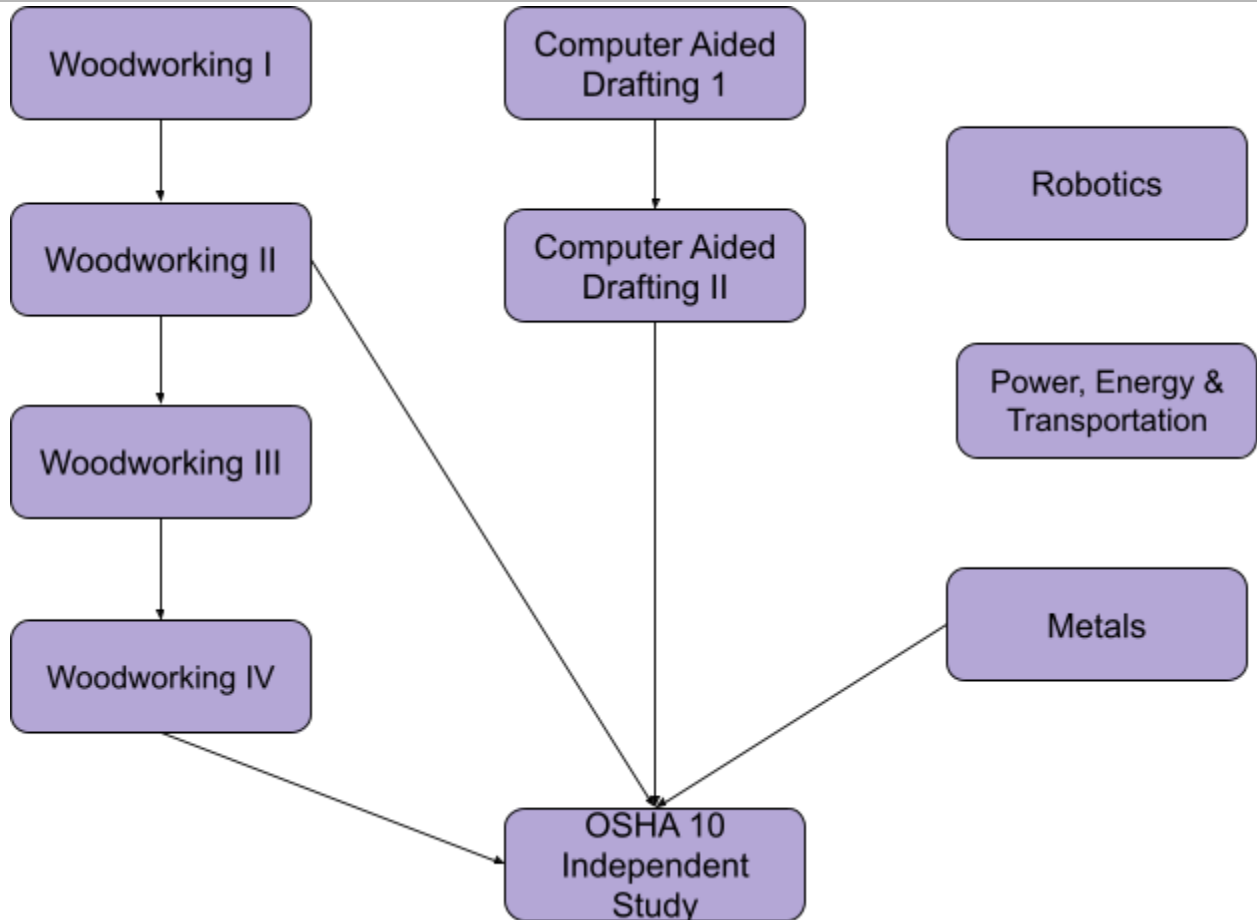 Woodworking I
Computer Aided
Drafting 1
Robotics
Woodworking II
Computer Aided
Drafting II
Power, Energy &
Transportation
Woodworking III
Metals
Woodworking IV
OSHA 10
Independent
Study